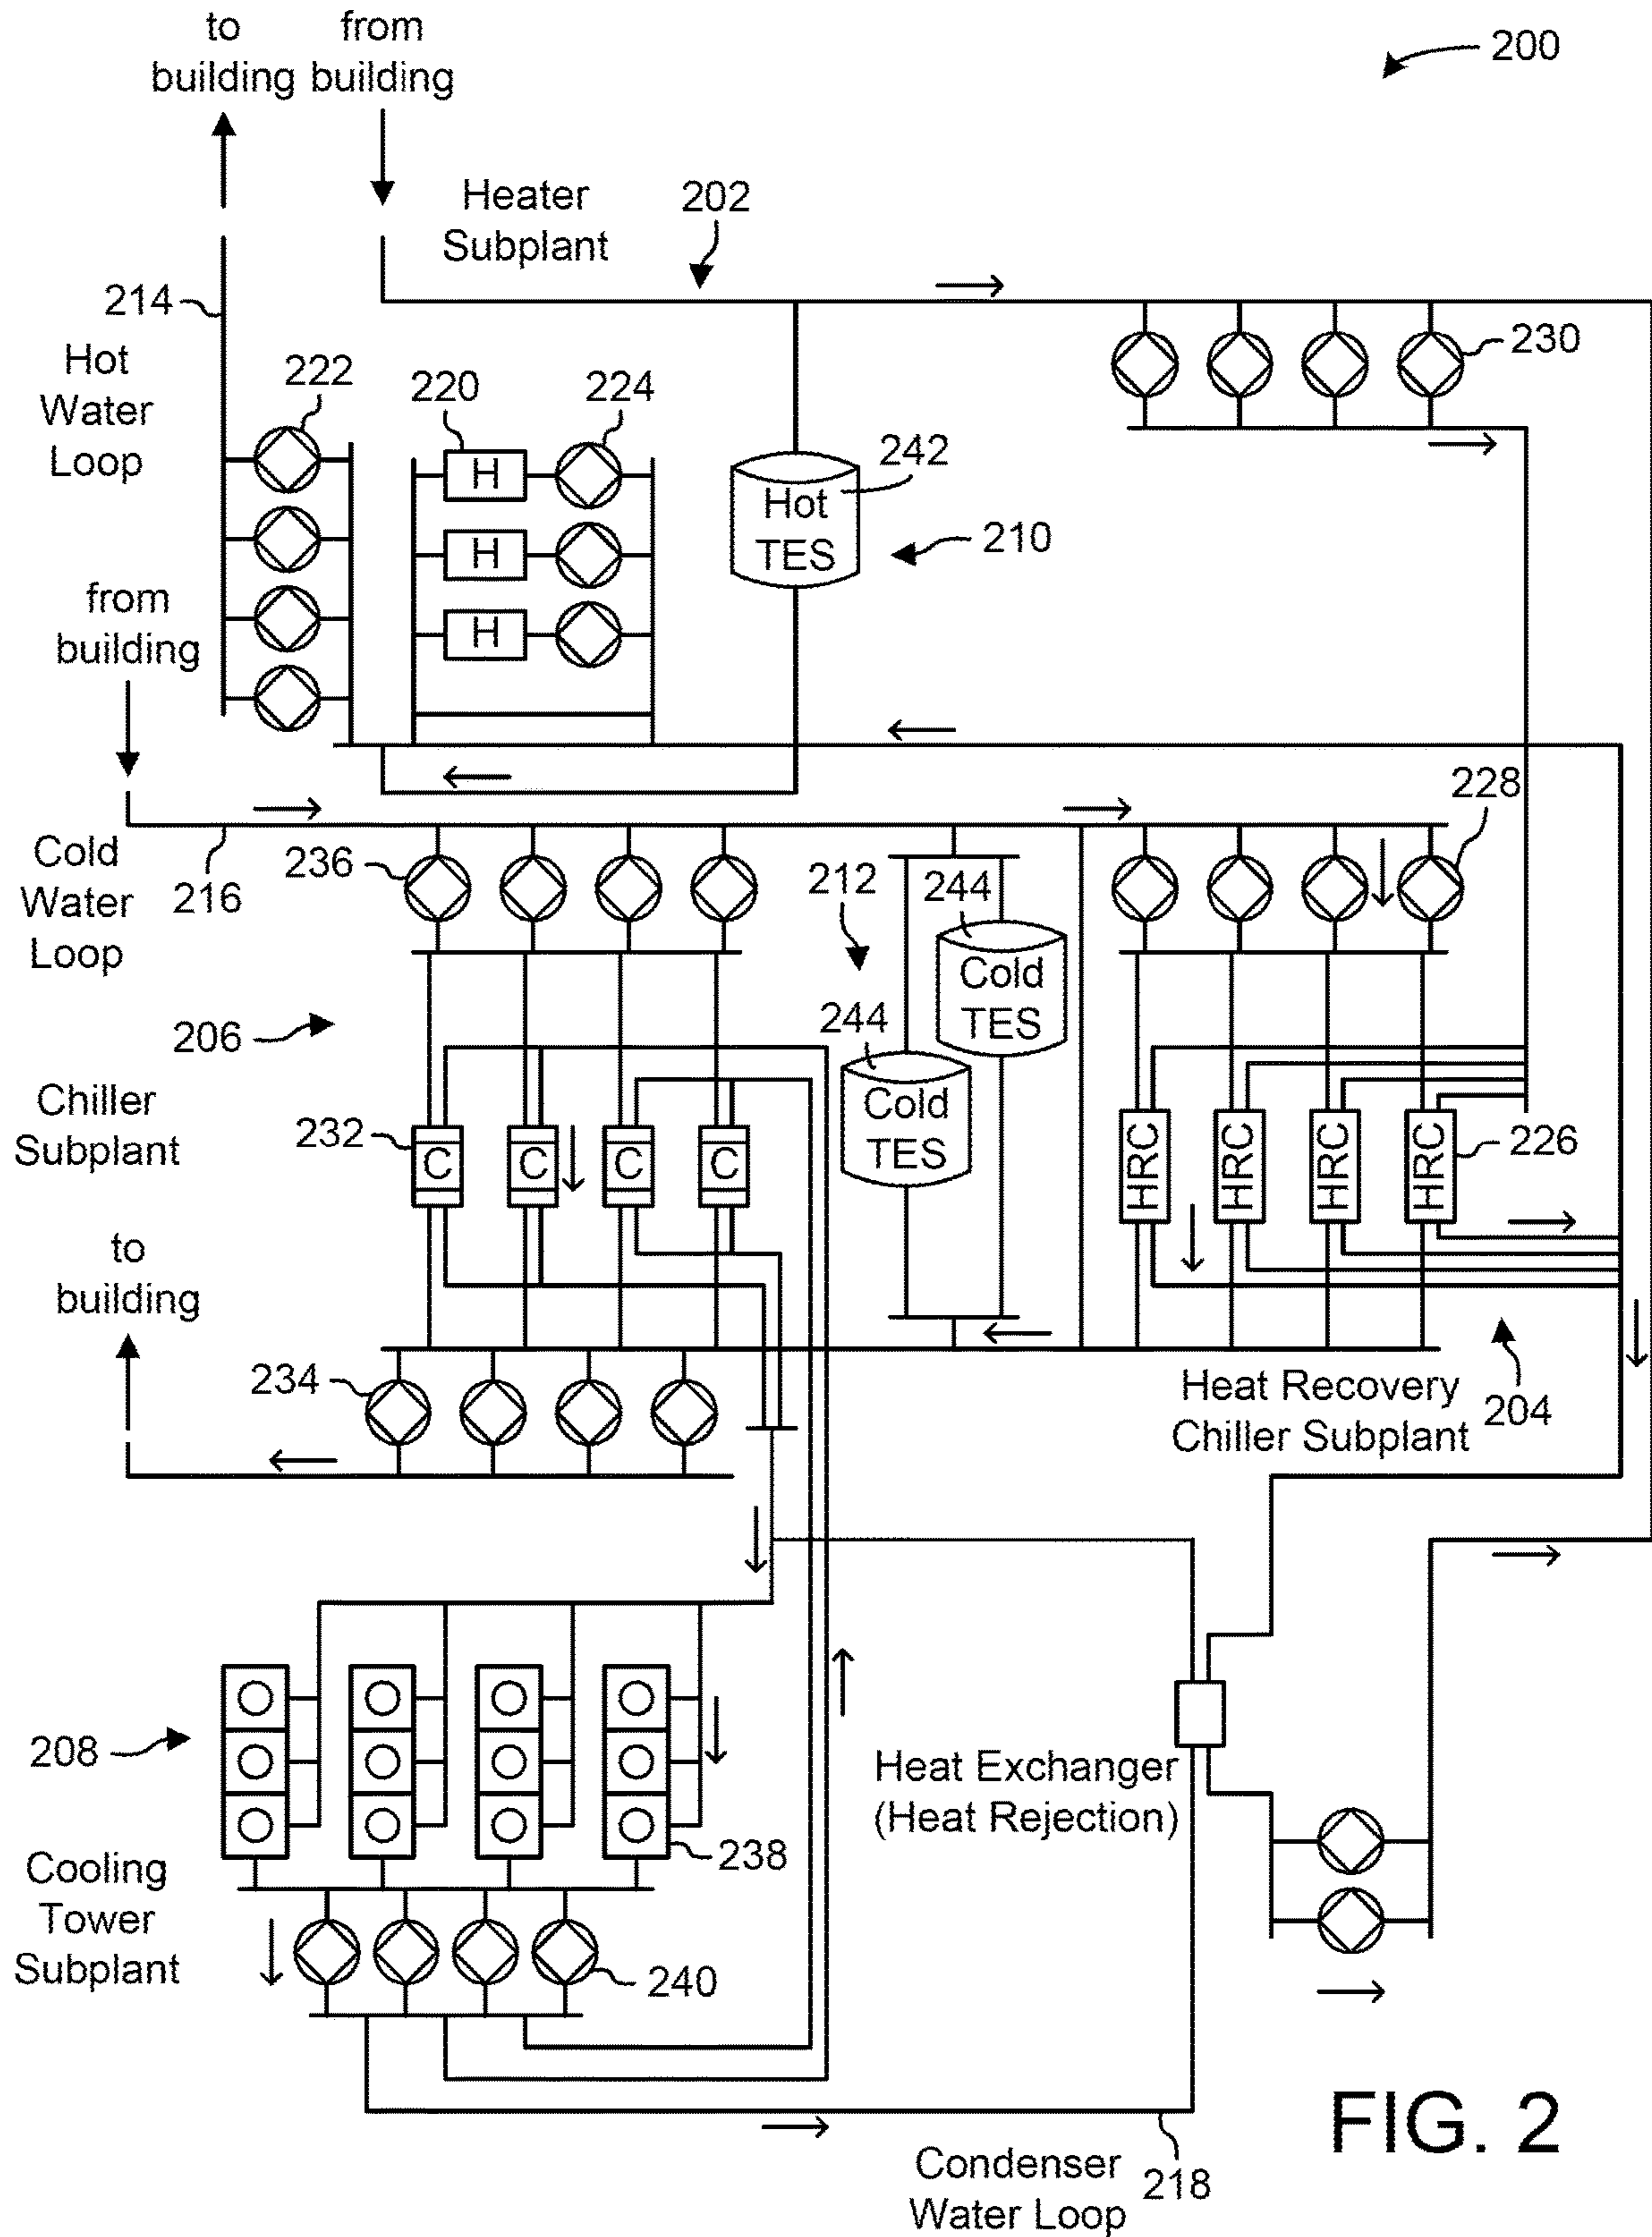 to
building
from
building
200
Heater
Subplant
202
214
Hot
Water
Loop
222
220
224
230
H
H
H
Hot
TES
242
210
from
building
228
Cold
Water
Loop
216
236
212
244
Cold
TES
244
Cold
TES
206
Chiller
Subplant
232
C
C
C
C
HRC
HRC
HRC
HRC
226
to
building
234
Heat Recovery
Chiller Subplant
204
208
Heat Exchanger
(Heat Rejection)
238
Cooling
Tower
Subplant
240
Condenser
Water Loop
218
FIG. 2